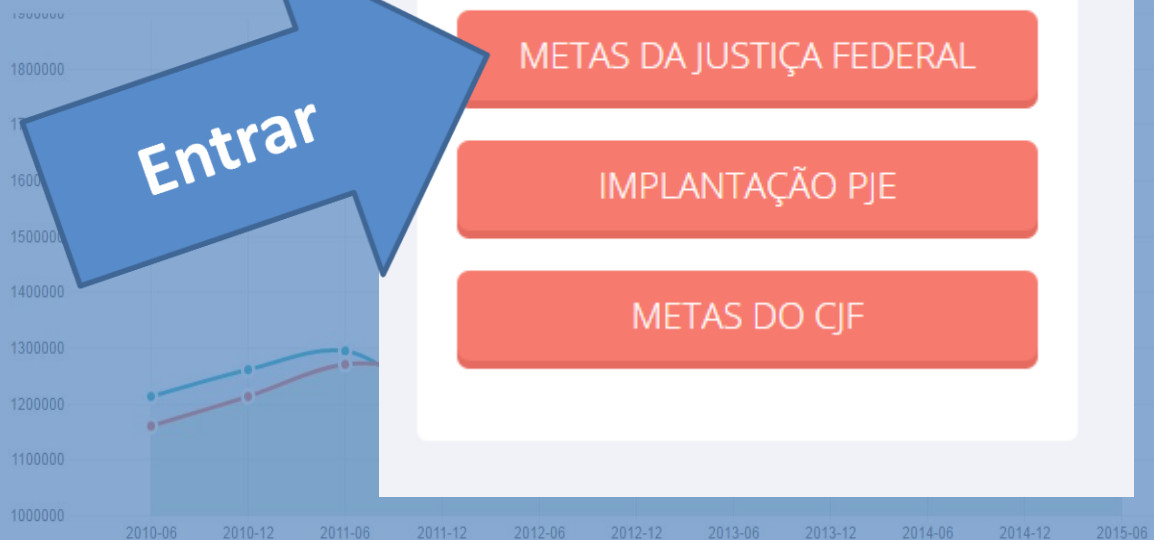 METAS DA JUSTIÇA FEDERAL
Entrar
IMPLANTAÇÃO PJE
METAS DO CJF
1800000
1500000
1400000
1300000
1200000
1100000
1000000
2010-06 2010-12 2011-06 2011-12 2012-06 2012-12 2013-06 2013-12 2014-06 2014-12 2015-06